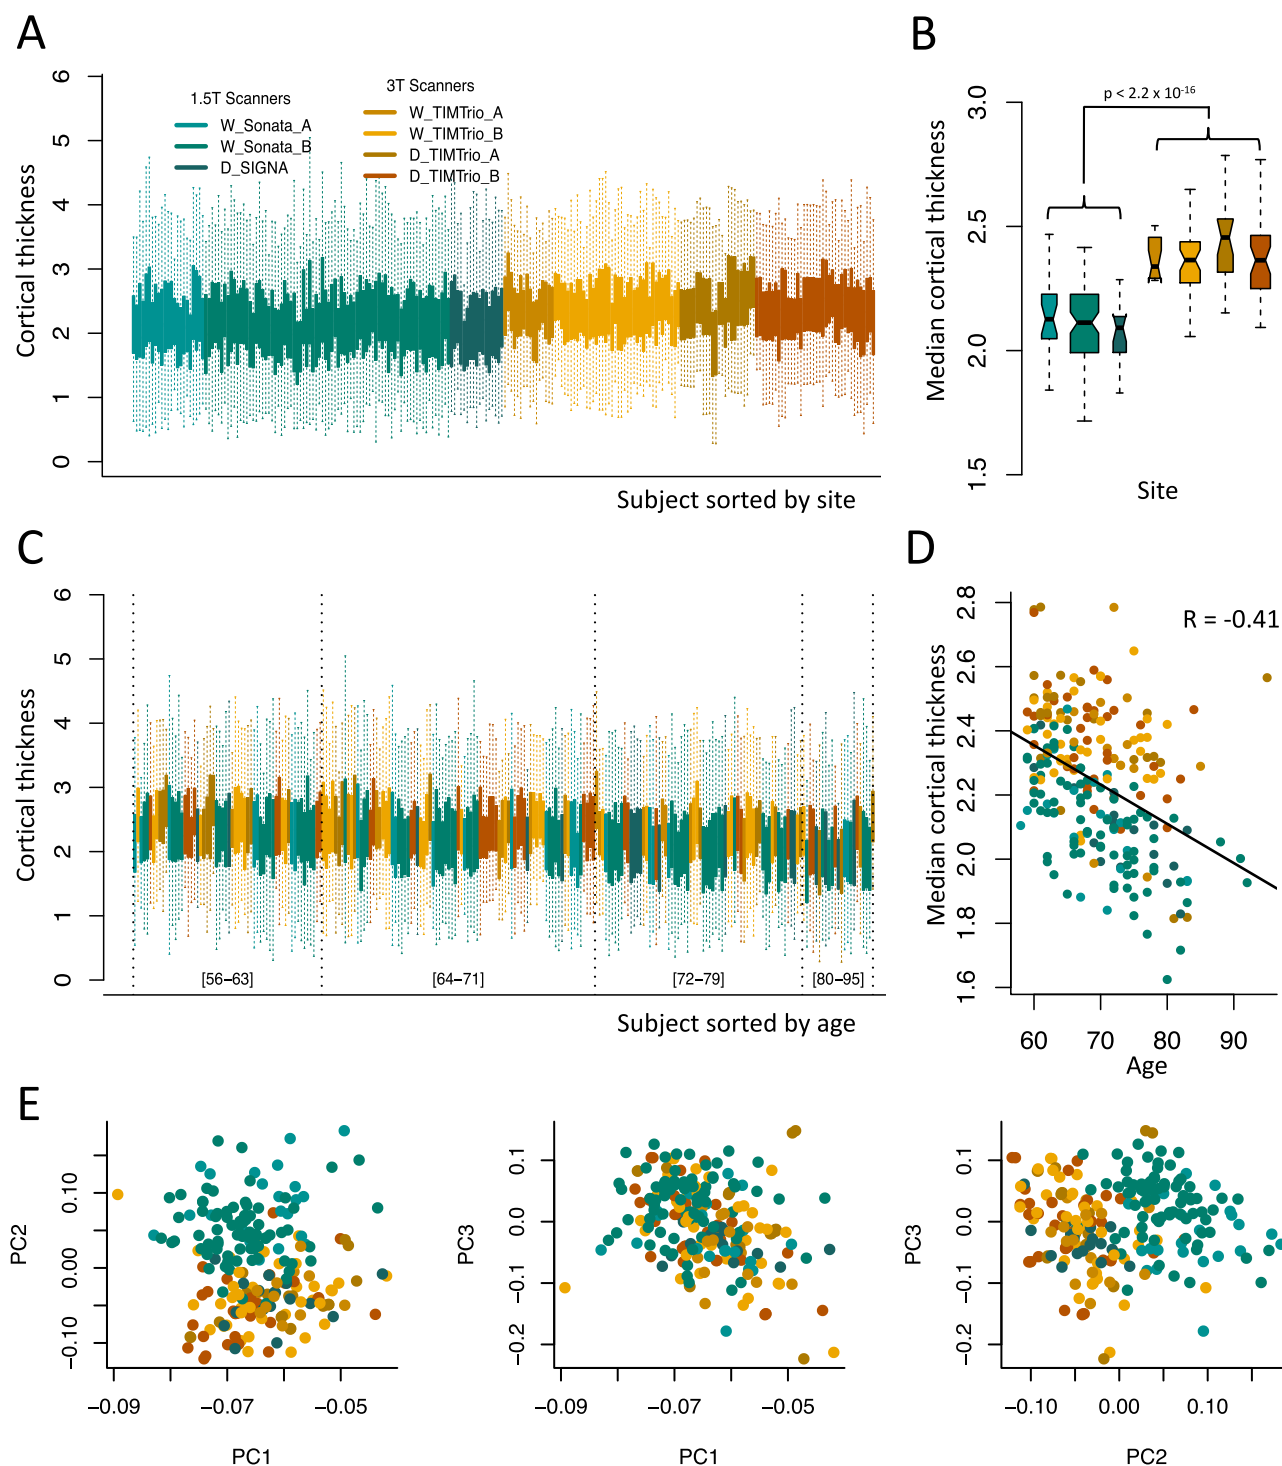 A
Cortical thickness
6
5
4
3
2
1
0
1.5T Scanners
W_Sonata_A
W_Sonata_B
D_SIGNA
3T Scanners
W_TIMTrio_A
W_TIMTrio_B
D_TIMTrio_A
D_TIMTrio_B
Subject sorted by site
B
Median cortical thickness
3.0
2.5
2.0
1.5
p < 2.2 x 10-16
Site
C
Cortical thickness
6
5
4
3
2
1
0
[56–63]
[64–71]
[72–79]
[80–95]
Subject sorted by age
D
Median cortical thickness
2.8
2.6
2.4
2.2
2.0
1.8
1.6
R = -0.41
60 70 80 90
Age
E
PC2
0.10
0.00
−0.10
−0.09 −0.07 −0.05
PC1
PC3
0.1
0.0
−0.1
−0.2
−0.09 −0.07 −0.05
PC1
PC3
0.1
0.0
−0.1
−0.2
−0.10 0.00 0.10
PC2